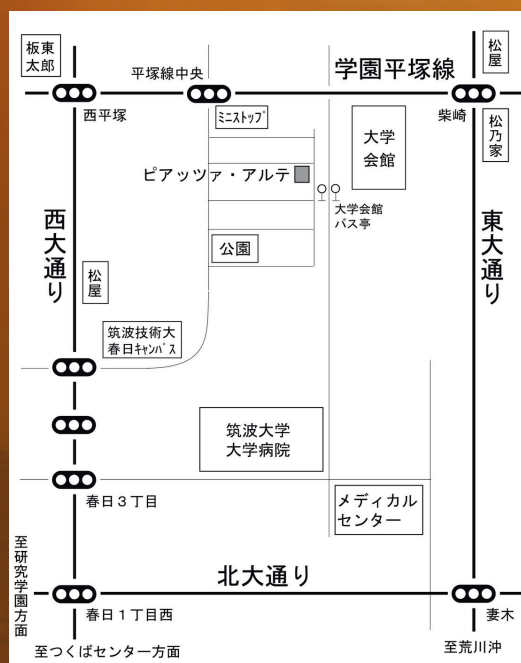 板東
太郎
平塚線中央
学園平塚線
松屋
西平塚
ﾐﾆｽﾄｯﾌﾟ
柴崎
松乃家
大学
会館
ピアッツァ・アルテ
大学会館
バス亭
西大通り
東大通り
公園
松屋
筑波技術大
春日ｷｬﾝﾊﾟｽ
筑波大学
大学病院
春日３丁目
メディカル
センター
至研究学園方面
北大通り
春日１丁目西
妻木
至つくばセンター方面
至荒川沖